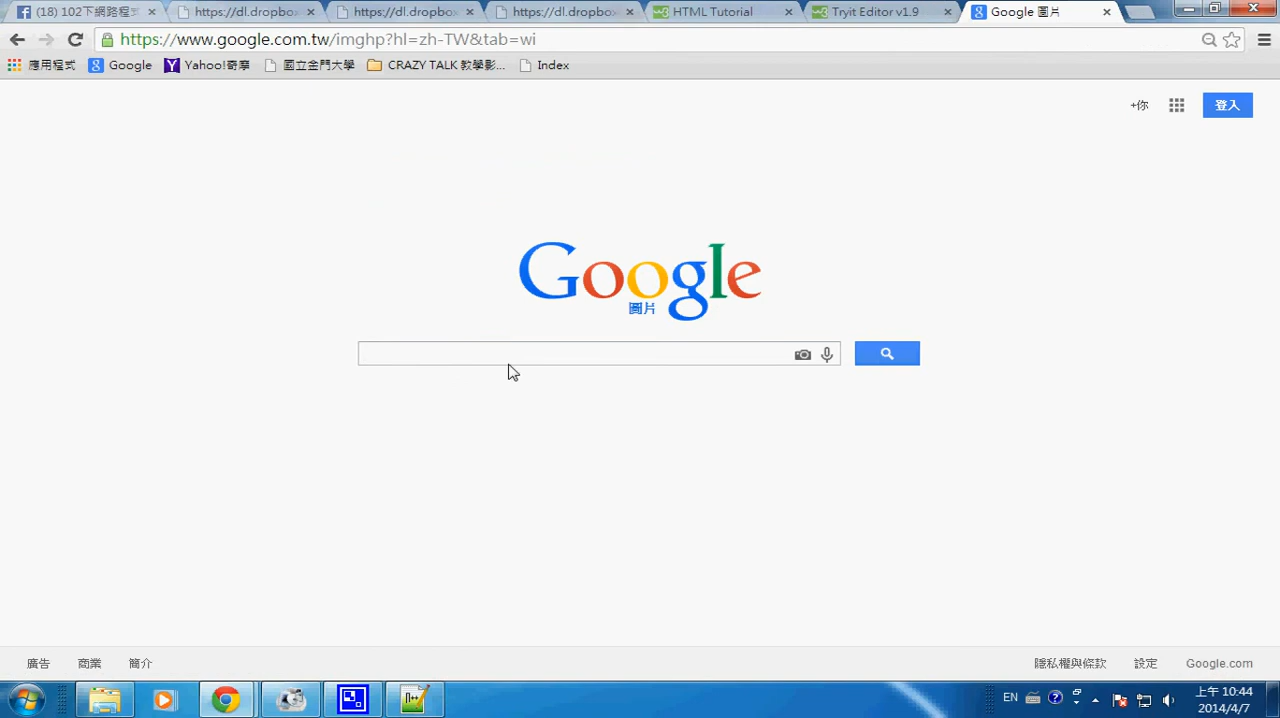 (18) 102下網路程式
https://dl.dropbox
https://dl.dropbox
https://dl.dropbox
HTML Tutorial
Tryit Editor v1.9
Google 圖片
https://www.google.com.tw/imghp?hl=zh-TW&tab=wi
應用程式
Google
Yahoo!奇摩
國立金門大學
CRAZY TALK 教學影...
Index
+你
登入
Google
圖片
廣告
商業
簡介
隱私權與條款
設定
Google.com
EN
上午 10:44
2014/4/7